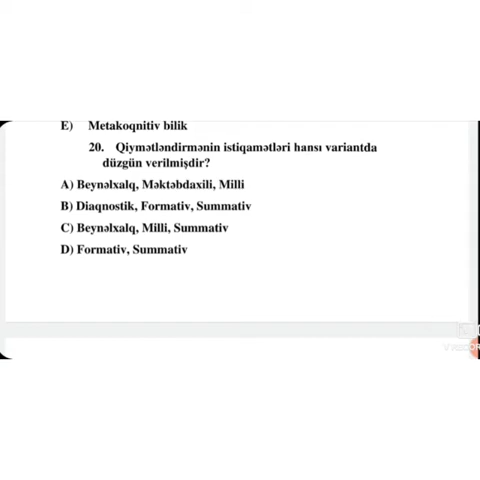 E) Metakoqnitiv bilik
20. Qiymətləndirmənin istiqamətləri hansı variantda
düzgün verilmişdir?
A) Beynəlxalq, Məktəbdaxili, Milli
B) Diaqnostik, Formativ, Summativ
C) Beynəlxalq, Milli, Summativ
D) Formativ, Summativ